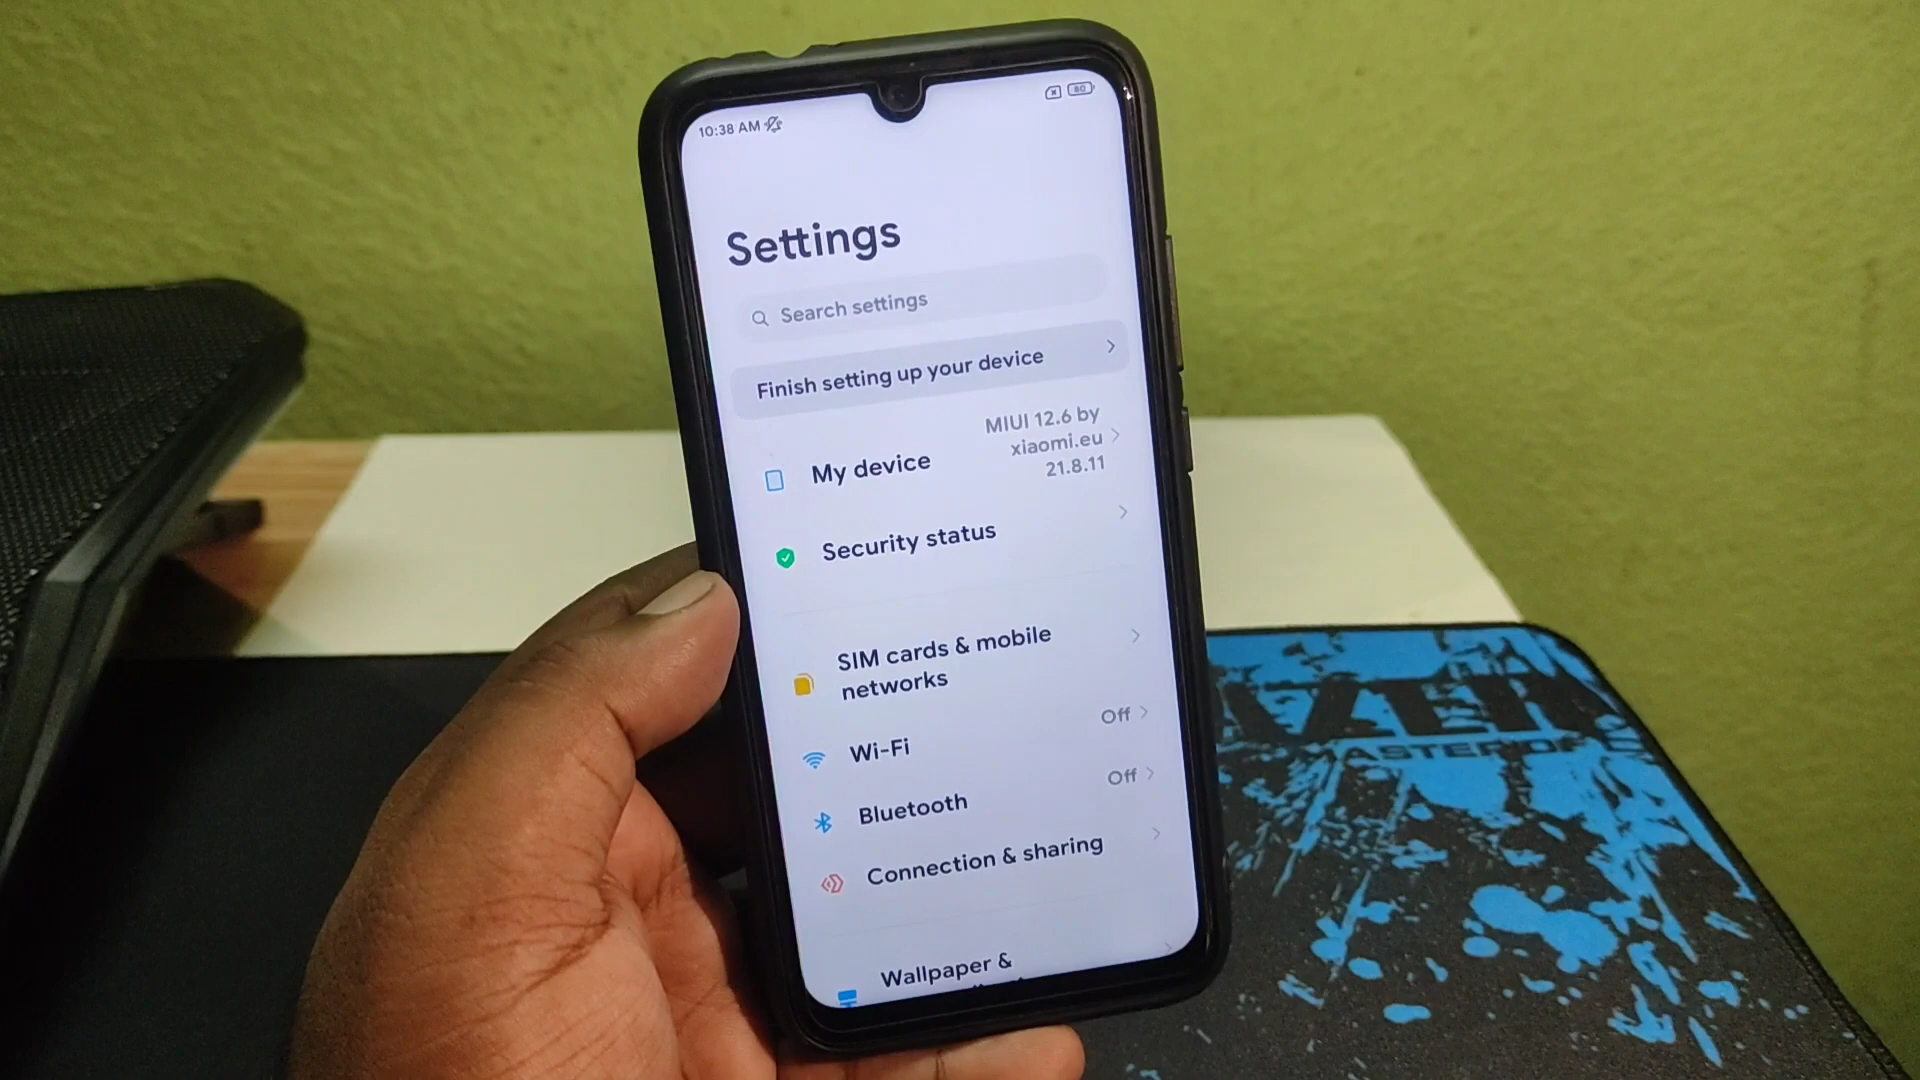 10:38 AM
80
Settings
Search settings
Finish setting up your device
My device
MIUI 12.6 by
xiaomi.eu
21.8.11
Security status
SIM cards & mobile
networks
Wi-Fi
Off
Bluetooth
Off
Connection & sharing
Wallpaper &